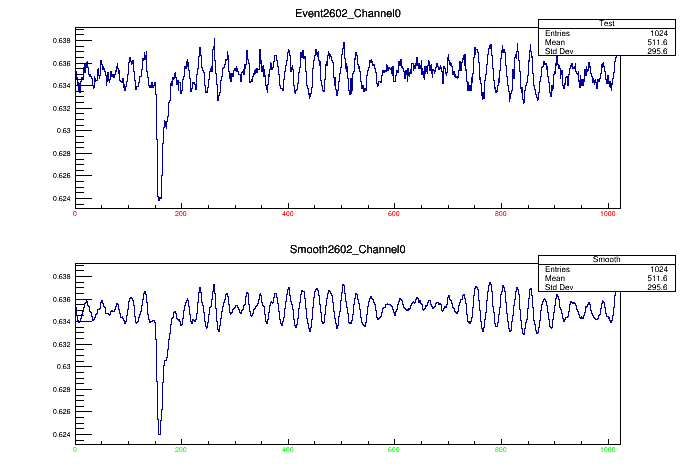 Event2602_Channel0
Test
Entries 1024
Mean 511.6
Std Dev 295.6
0.638
0.636
0.634
0.632
0.63
0.628
0.626
0.624
0 200 400 600 800 1000
Smooth2602_Channel0
Smooth
Entries 1024
Mean 511.6
Std Dev 295.6
0.638
0.636
0.634
0.632
0.63
0.628
0.626
0.624
0 200 400 600 800 1000